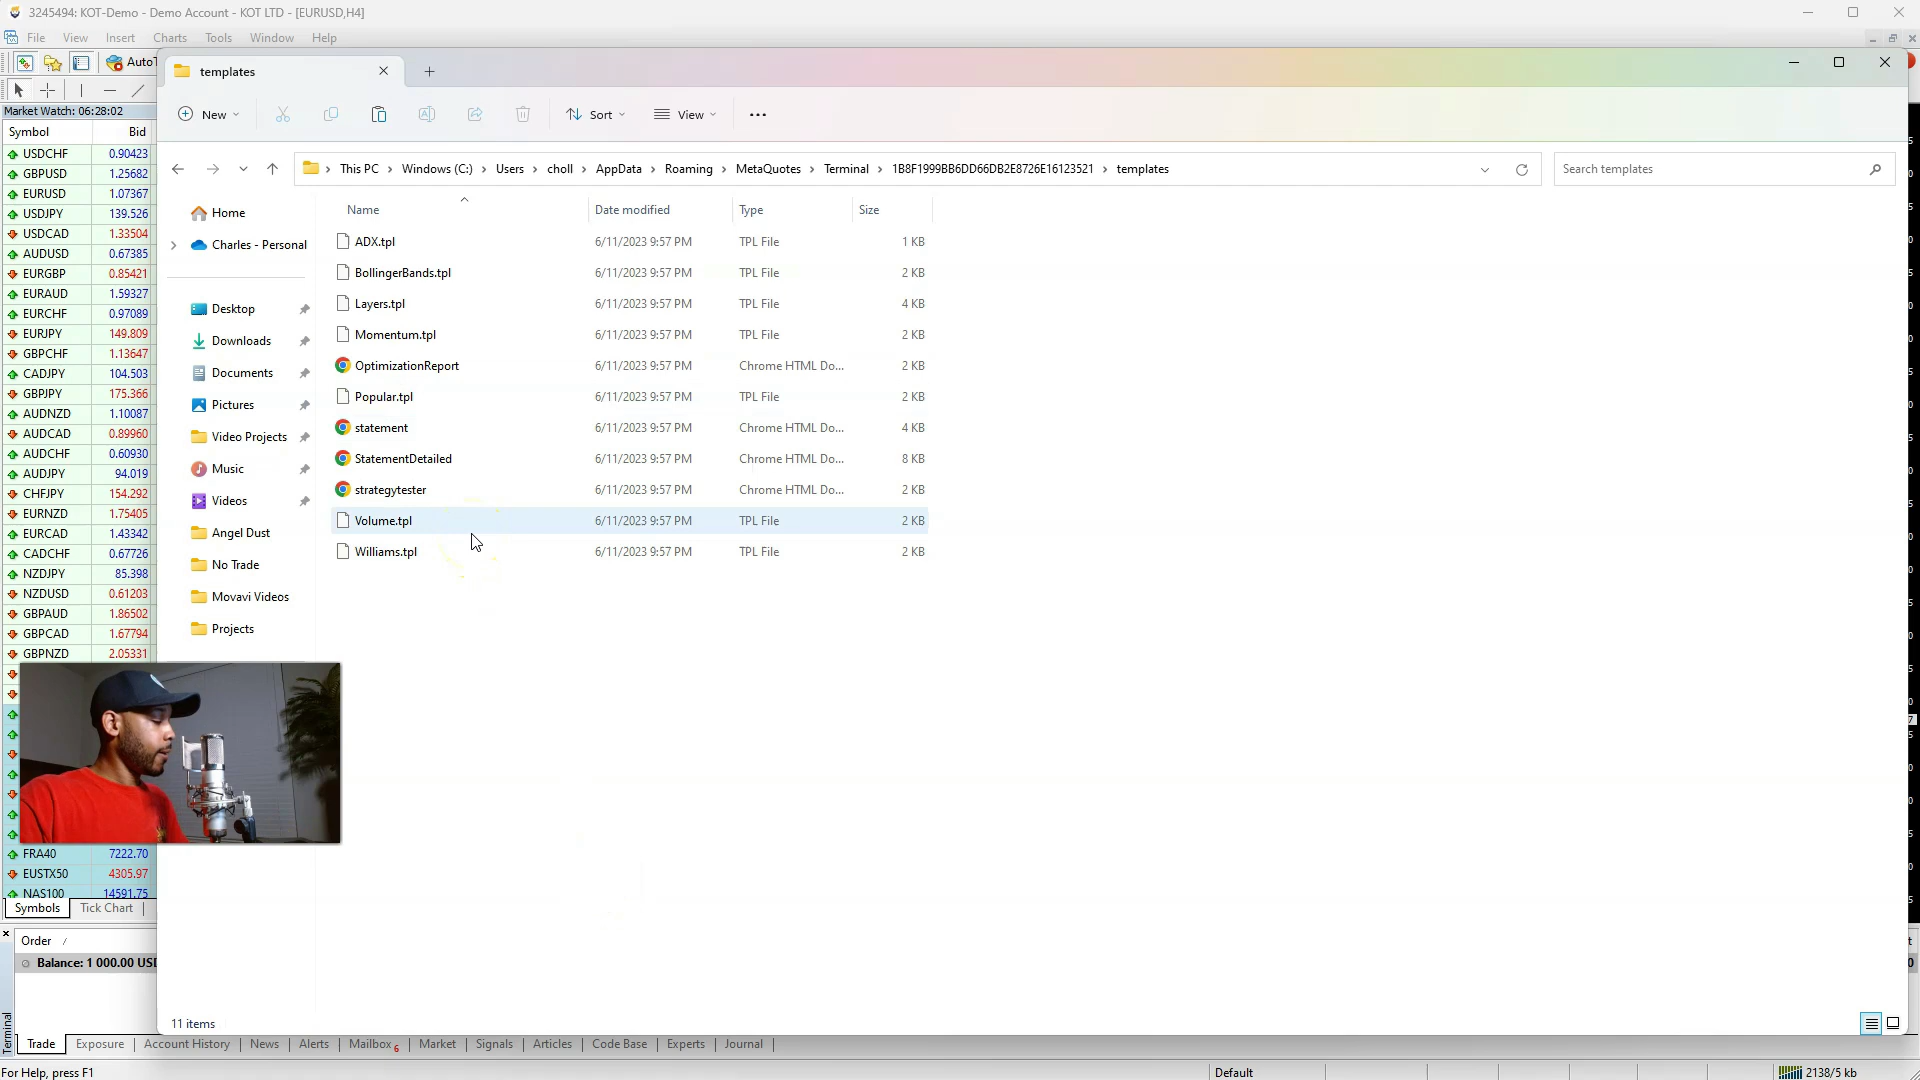 3245494: KOT-Demo - Demo Account - KOT LTD - [EURUSD,H4]
File View Insert Charts Tools Window Help
AutoT
templates
New Sort View
Market Watch: 06:28:02
Symbol Bid
USDCHF 0.90423
GBPUSD 1.25682
EURUSD 1.07367
USDJPY 139.526
USDCAD 1.33504
AUDUSD 0.67385
EURGBP 0.85421
EURAUD 1.59327
EURCHF 0.97089
EURJPY 149.809
GBPCHF 1.13647
CADJPY 104.503
GBPJPY 175.366
AUDNZD 1.10087
AUDCAD 0.89960
AUDCHF 0.60930
AUDJPY 94.019
CHFJPY 154.292
EURNZD 1.75405
EURCAD 1.43342
CADCHF 0.67726
NZDJPY 85.398
NZDUSD 0.61203
GBPAUD 1.86502
GBPCAD 1.67794
GBPNZD 2.05331
FRA40 7222.70
EUSTX50 4305.97
NAS100 14591.75
Symbols Tick Chart
This PC Windows (C:) Users choll AppData Roaming MetaQuotes Terminal 1B8F1999BB6DD66DB2E8726E16123521 templates
Search templates
Home
Charles - Personal
Desktop
Downloads
Documents
Pictures
Video Projects
Music
Videos
Angel Dust
No Trade
Movavi Videos
Projects
Name Date modified Type Size
ADX.tpl 6/11/2023 9:57 PM TPL File 1 KB
BollingerBands.tpl 6/11/2023 9:57 PM TPL File 2 KB
Layers.tpl 6/11/2023 9:57 PM TPL File 4 KB
Momentum.tpl 6/11/2023 9:57 PM TPL File 2 KB
OptimizationReport 6/11/2023 9:57 PM Chrome HTML Do... 2 KB
Popular.tpl 6/11/2023 9:57 PM TPL File 2 KB
statement 6/11/2023 9:57 PM Chrome HTML Do... 4 KB
StatementDetailed 6/11/2023 9:57 PM Chrome HTML Do... 8 KB
strategytester 6/11/2023 9:57 PM Chrome HTML Do... 2 KB
Volume.tpl 6/11/2023 9:57 PM TPL File 2 KB
Williams.tpl 6/11/2023 9:57 PM TPL File 2 KB
11 items
Order /
Balance: 1 000.00 USD
Terminal
Trade Exposure Account History News Alerts Mailbox 6 Market Signals Articles Code Base Experts Journal
For Help, press F1 Default 2138/5 kb